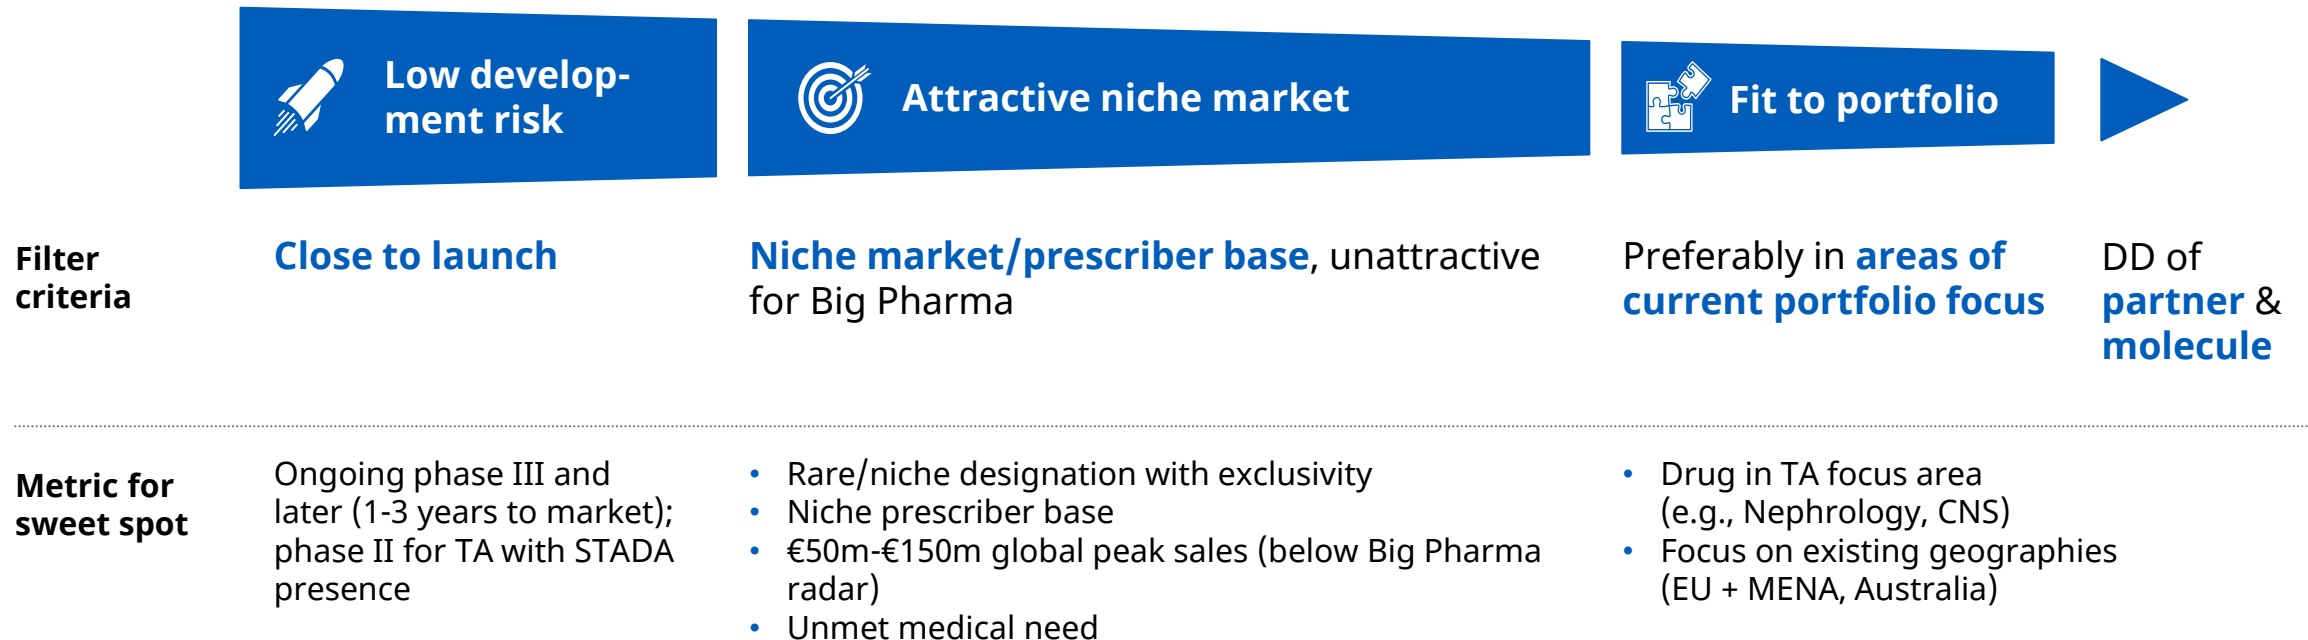 Low develop-
ment risk
Attractive niche market
Fit to portfolio
Filter
criteria
Close to launch
Niche market/prescriber base, unattractive
for Big Pharma
Preferably in areas of
current portfolio focus
DD of
partner &
molecule
Metric for
sweet spot
Ongoing phase III and
later (1-3 years to market);
phase II for TA with STADA
presence
• Rare/niche designation with exclusivity
• Niche prescriber base
• €50m-€150m global peak sales (below Big Pharma
radar)
• Unmet medical need
• Drug in TA focus area
(e.g., Nephrology, CNS)
• Focus on existing geographies
(EU + MENA, Australia)